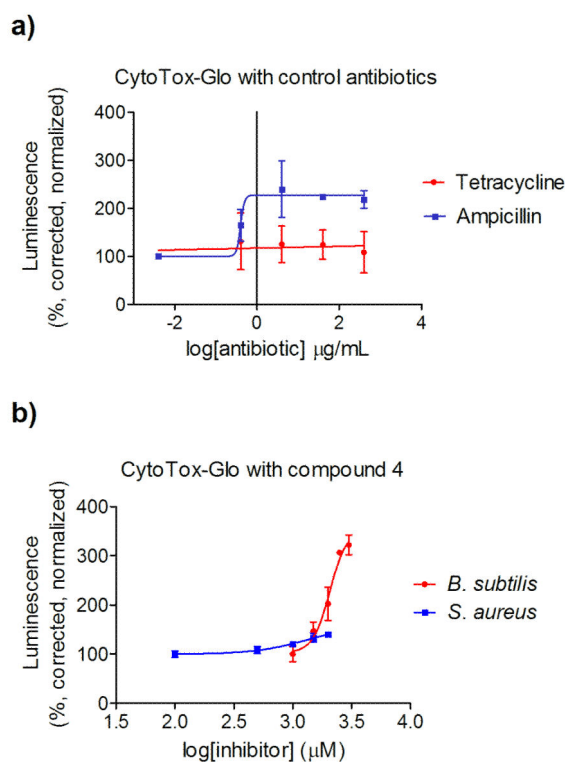 a)
CytoTox-Glo with control antibiotics
Luminescence
(%, corrected, normalized)
400
300
200
100
0
-2
0
2
4
log[antibiotic] μg/mL
Tetracycline
Ampicillin
b)
CytoTox-Glo with compound 4
Luminescence
(%, corrected, normalized)
400
300
200
100
0
1.5
2.0
2.5
3.0
3.5
4.0
log[inhibitor] (μM)
B. subtilis
S. aureus